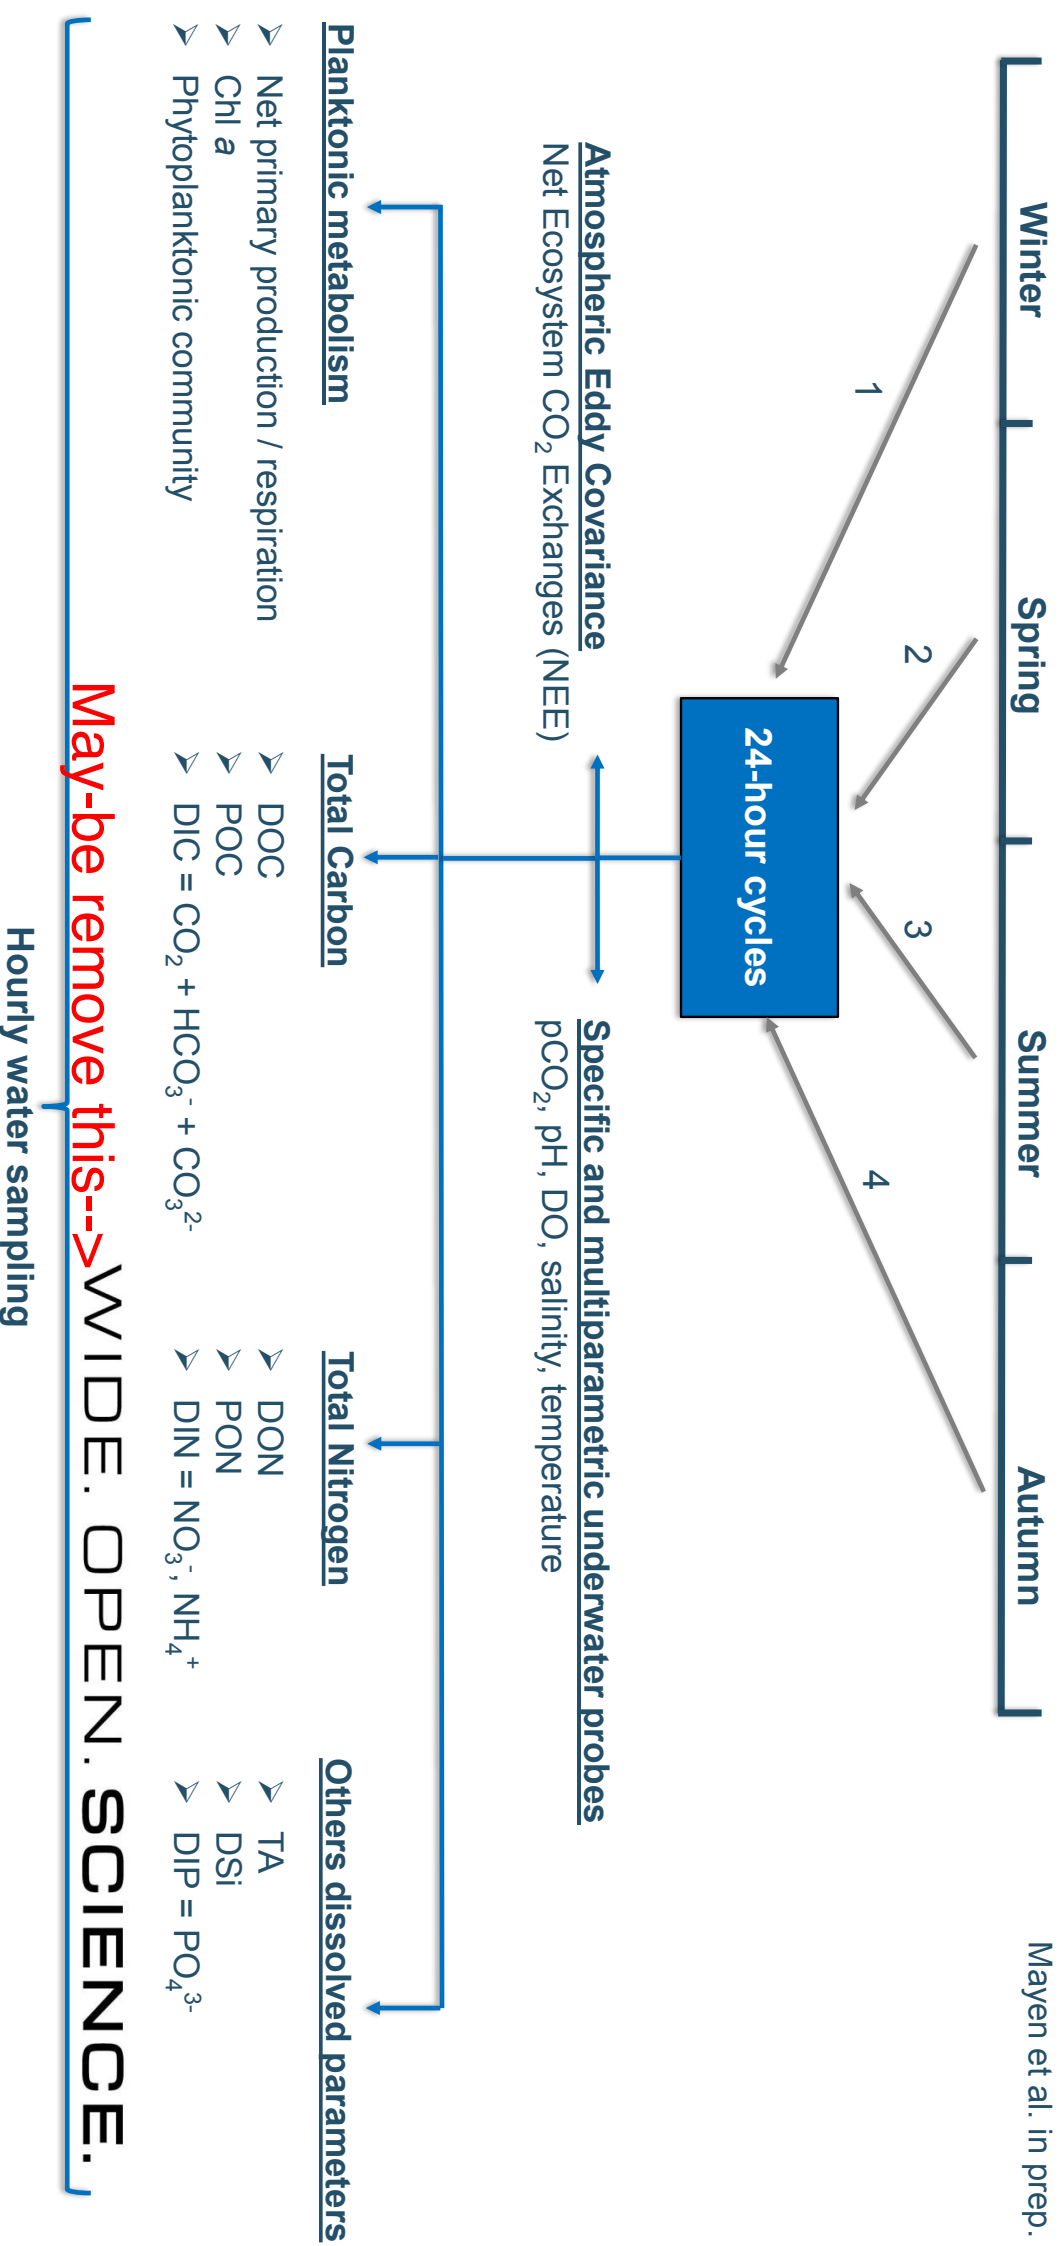 Mayen et al. in prep.
Winter
Spring
Summer
Autumn
1
2
3
4
24-hour cycles
Atmospheric Eddy Covariance
Net Ecosystem CO₂ Exchanges (NEE)
Specific and multiparametric underwater probes
pCO₂, pH, DO, salinity, temperature
Planktonic metabolism
➢ Net primary production / respiration
➢ Chl a
➢ Phytoplanktonic community
Total Carbon
➢ DOC
➢ POC
➢ DIC = CO₂ + HCO₃⁻ + CO₃²⁻
Total Nitrogen
➢ DON
➢ PON
➢ DIN = NO₃⁻, NH₄⁺
Others dissolved parameters
➢ TA
➢ DSi
➢ DIP = PO₄³⁻
May-be remove this-->WIDE. OPEN. SCIENCE.
Hourly water sampling